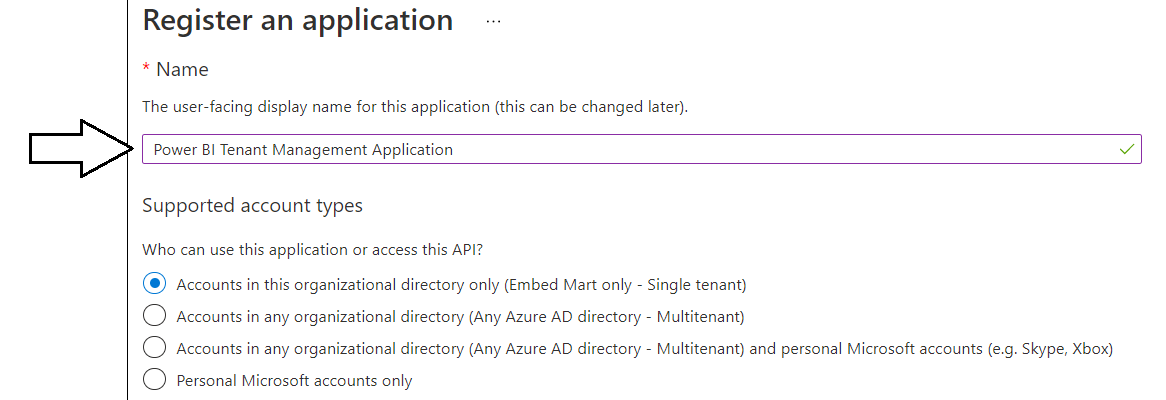 Register an application ...
* Name
The user-facing display name for this application (this can be changed later).
Power BI Tenant Management Application
Supported account types
Who can use this application or access this API?
Accounts in this organizational directory only (Embed Mart only - Single tenant)
Accounts in any organizational directory (Any Azure AD directory - Multitenant)
Accounts in any organizational directory (Any Azure AD directory - Multitenant) and personal Microsoft accounts (e.g. Skype, Xbox)
Personal Microsoft accounts only